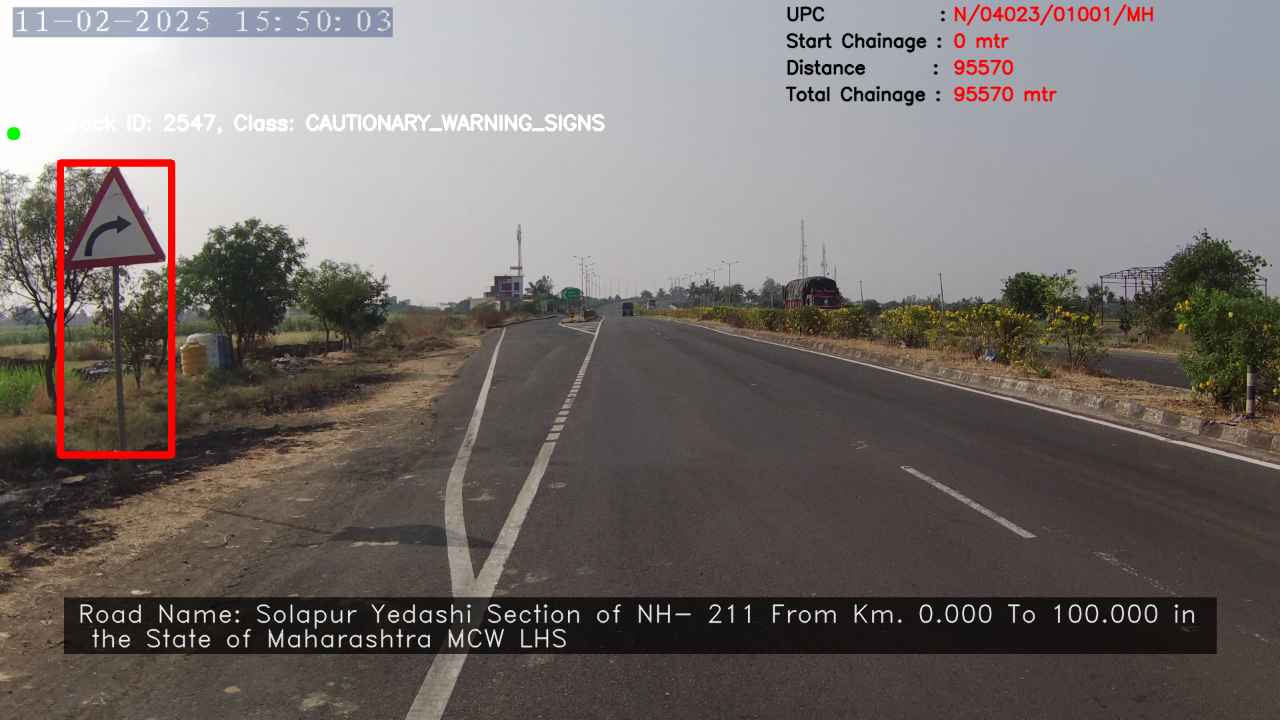 11-02-2025 15:50:03
UPC : N/04023/01001/MH
Start Chainage : 0 mtr
Distance : 95570
Total Chainage : 95570 mtr
ID: 2547, Class: CAUTIONARY_WARNING_SIGNS
Road Name: Solapur Yedashi Section of NH- 211 From Km. 0.000 To 100.000 in
the State of Maharashtra MCW LHS